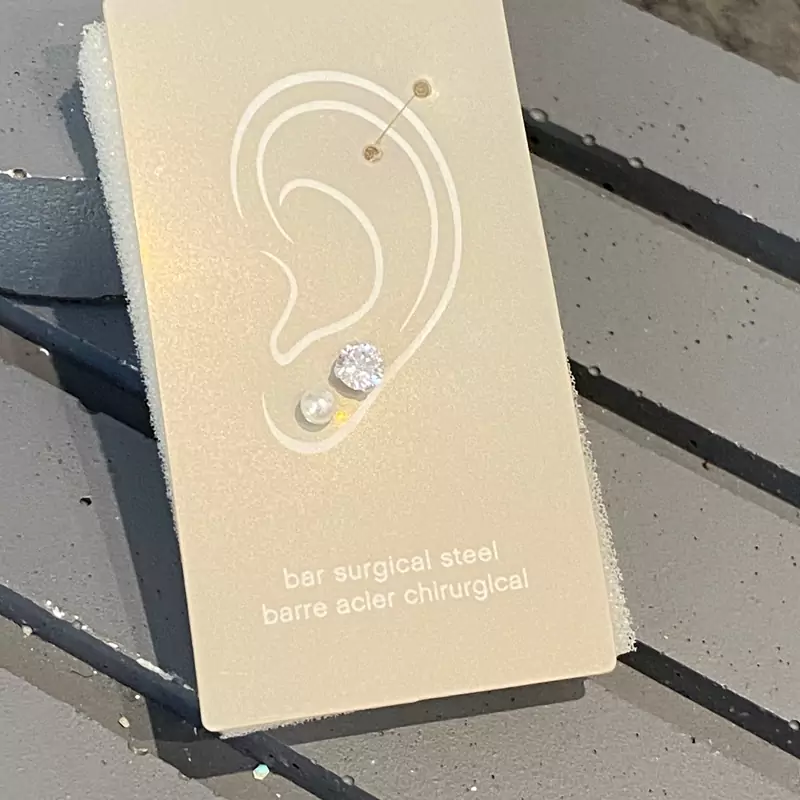 bar surgical steel
barre acier chirurgical